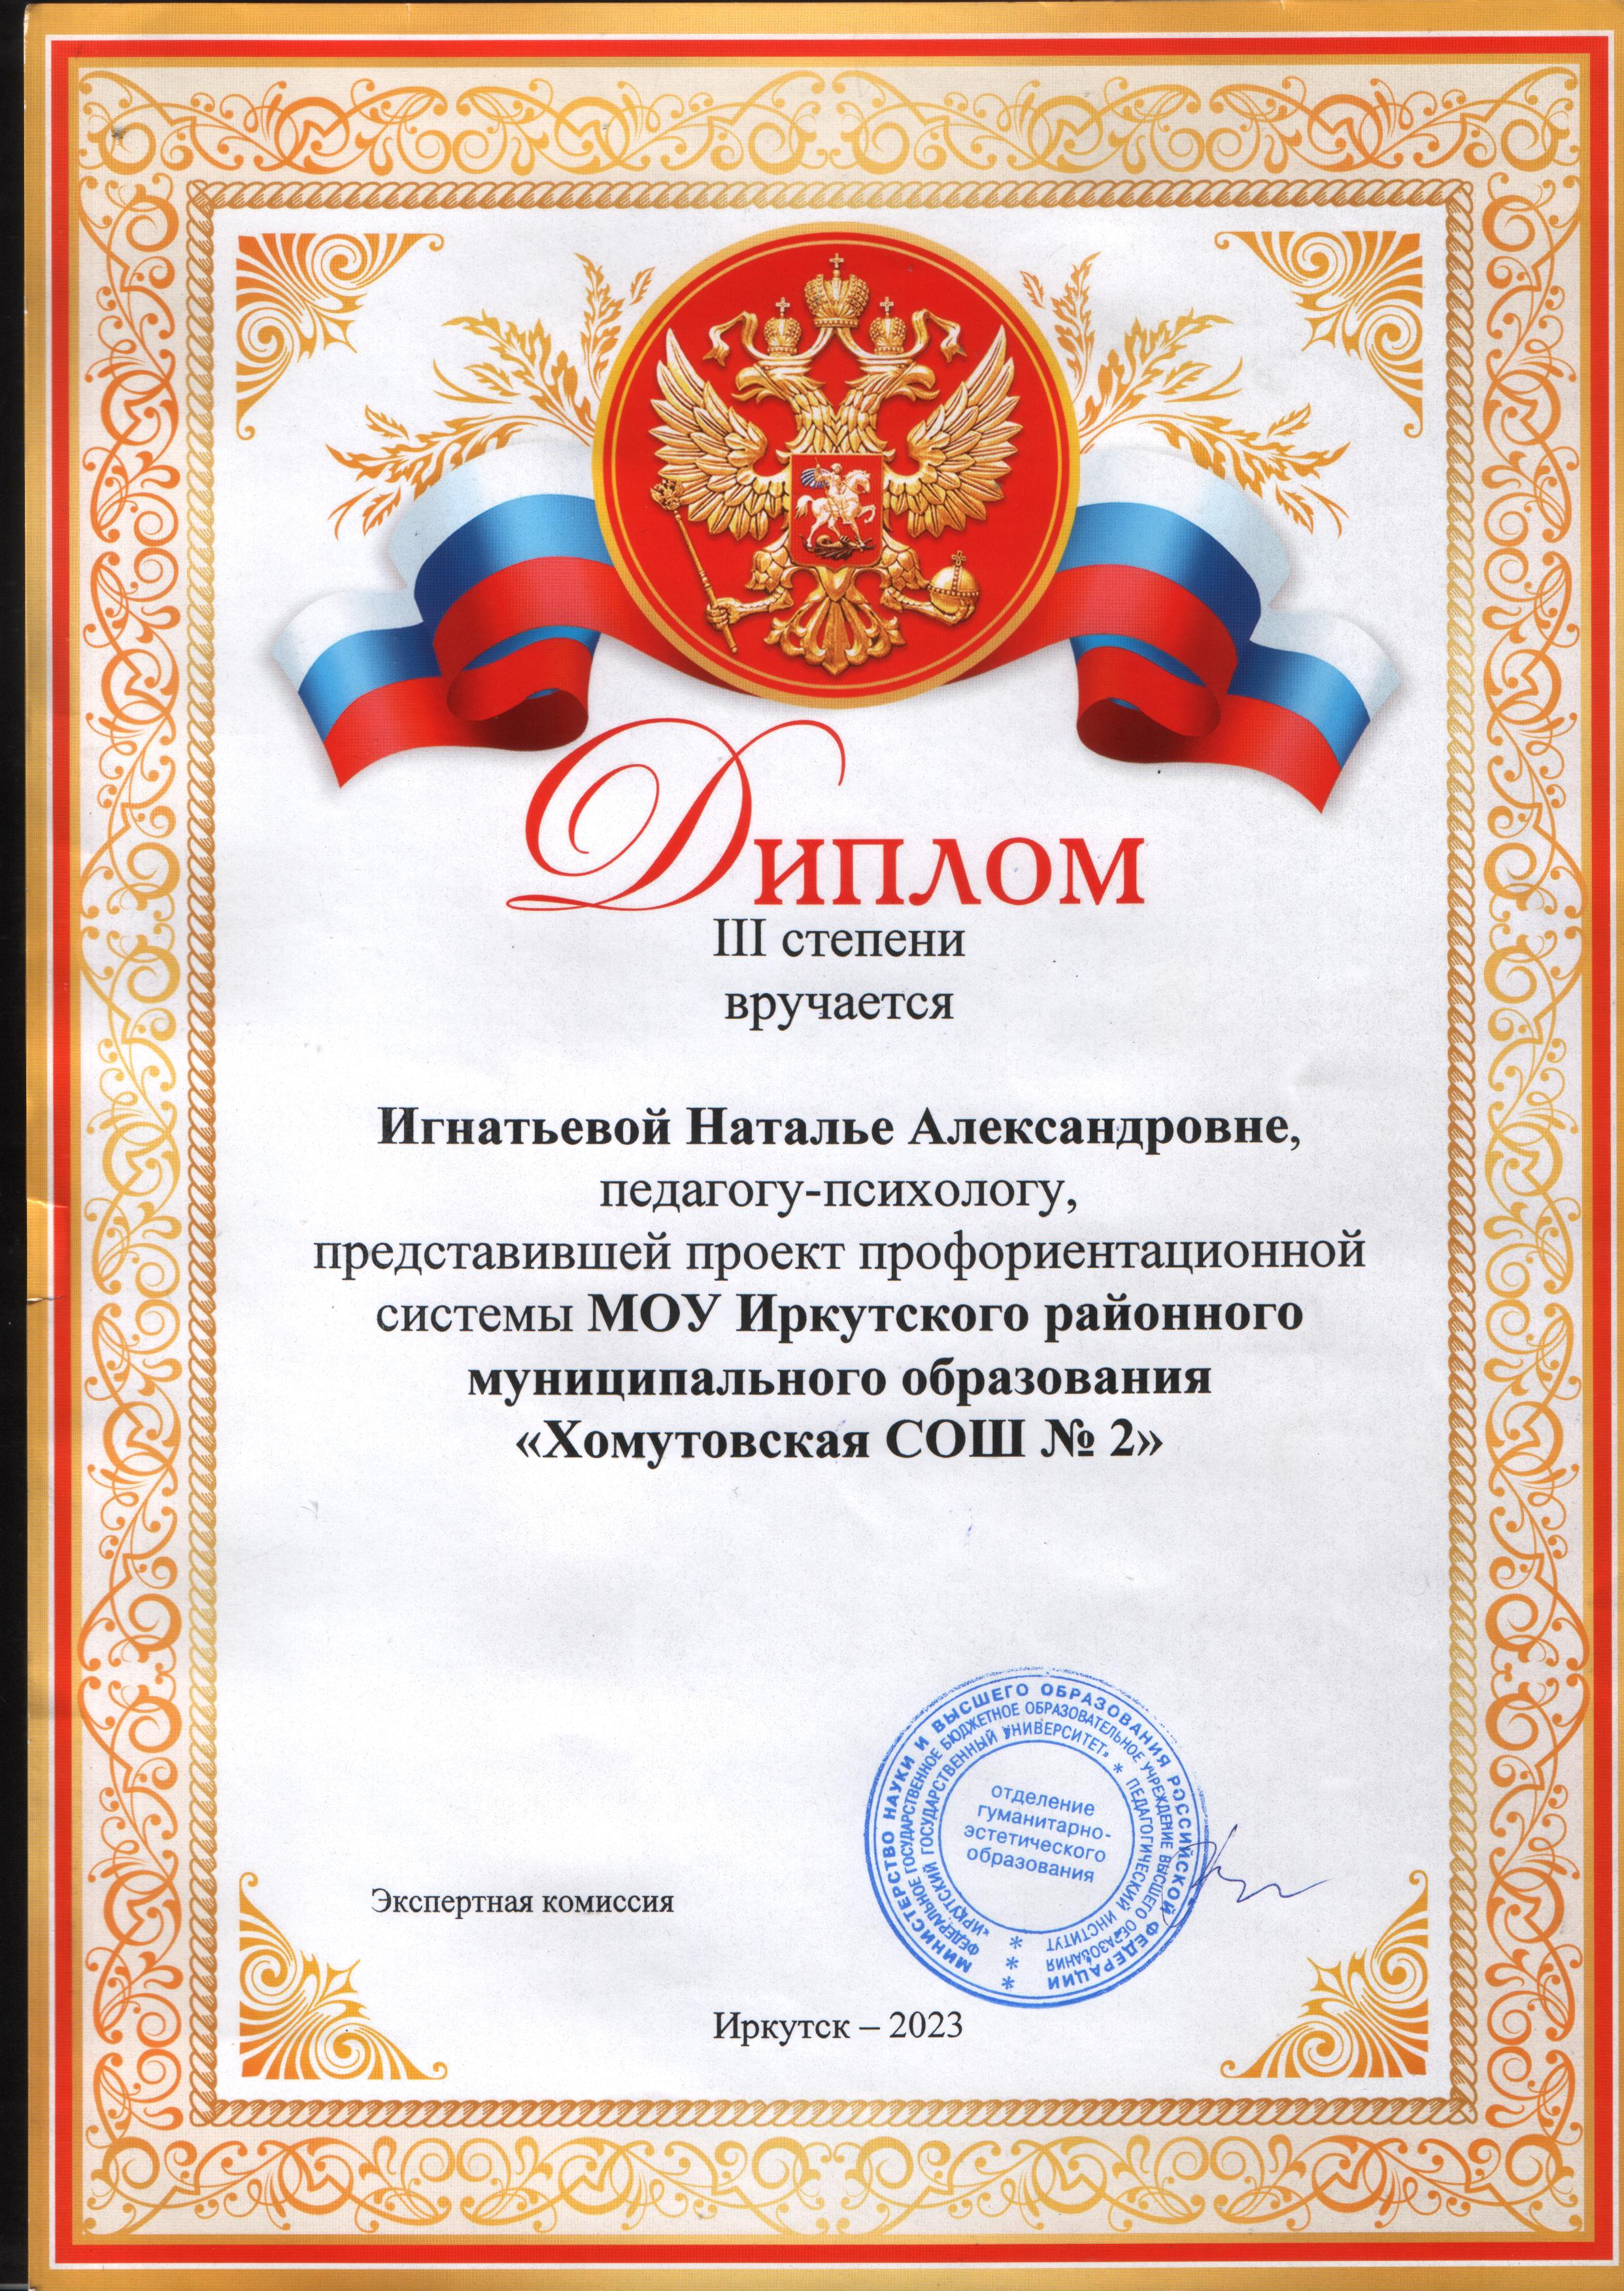 Диплом
III степени
вручается
Игнатьевой Наталье Александровне,
педагогу-психологу,
представившей проект профориентационной
системы МОУ Иркутского районного
муниципального образования
«Хомутовская СОШ № 2»
МИНИСТЕРСТВО НАУКИ И ВЫСШЕГО ОБРАЗОВАНИЯ РОССИЙСКОЙ ФЕДЕРАЦИИ
ФЕДЕРАЛЬНОЕ ГОСУДАРСТВЕННОЕ БЮДЖЕТНОЕ ОБРАЗОВАТЕЛЬНОЕ УЧРЕЖДЕНИЕ ВЫСШЕГО ОБРАЗОВАНИЯ
«ИРКУТСКИЙ ГОСУДАРСТВЕННЫЙ УНИВЕРСИТЕТ» * ПЕДАГОГИЧЕСКИЙ ИНСТИТУТ
* * *
отделение
гуманитарно-
эстетического
образования
Экспертная комиссия
Иркутск – 2023